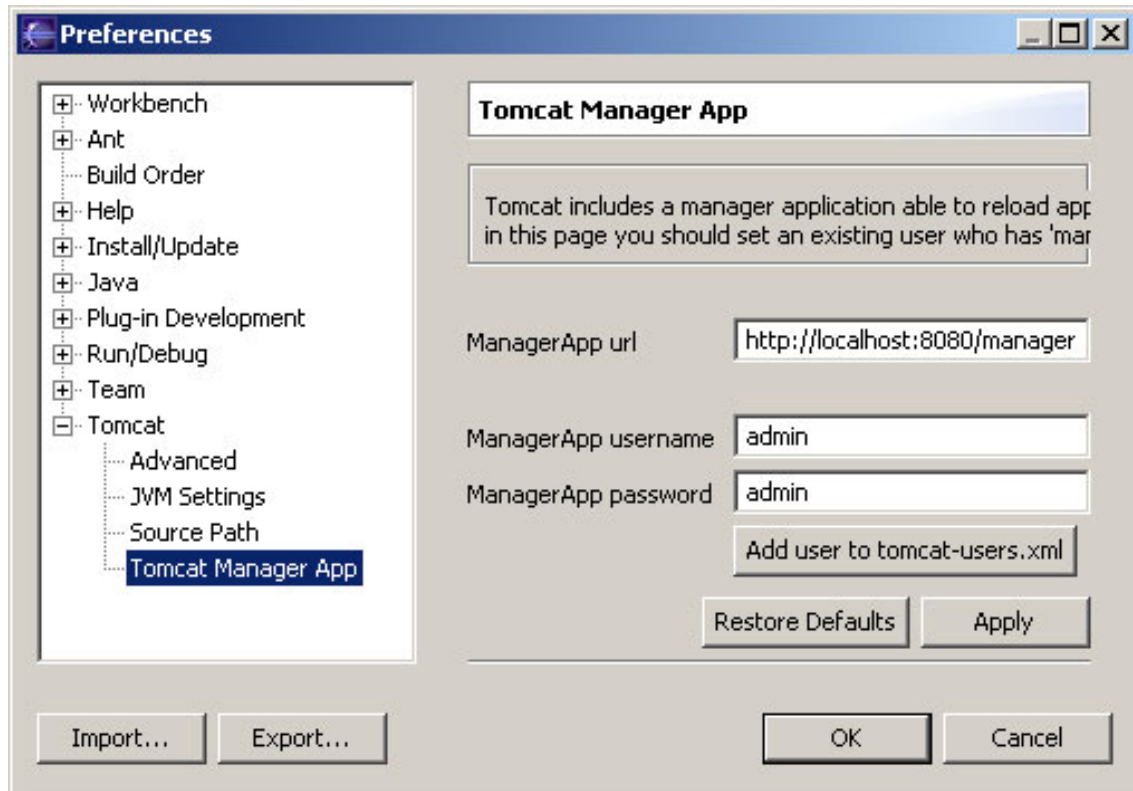 Preferences
Workbench
Ant
Build Order
Help
Install/Update
Java
Plug-in Development
Run/Debug
Team
Tomcat
Advanced
JVM Settings
Source Path
Tomcat Manager App
Tomcat Manager App
Tomcat includes a manager application able to reload app
in this page you should set an existing user who has 'mar
ManagerApp url http://localhost:8080/manager
ManagerApp username admin
ManagerApp password admin
Add user to tomcat-users.xml
Restore Defaults Apply
Import... Export... OK Cancel